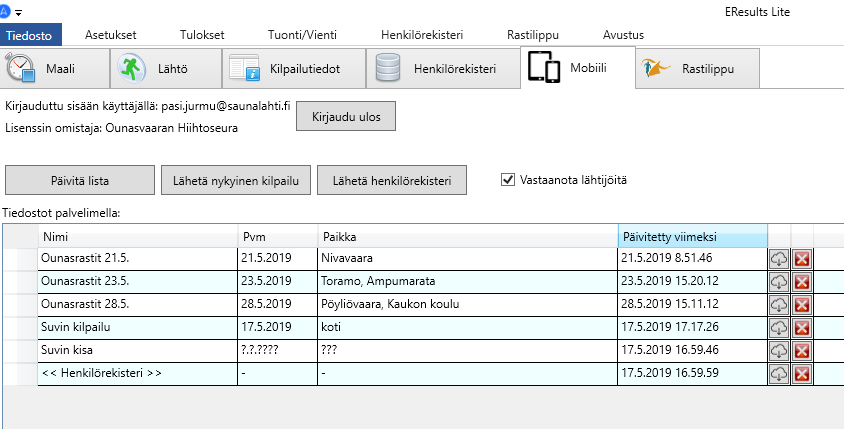 EResults Lite
Tiedosto Asetukset Tulokset Tuonti/Vienti Henkilörekisteri Rastilippu Avustus
Maali Lähtö Kilpailutiedot Henkilörekisteri Mobiili Rastilippu
Kirjauduttu sisään käyttäjällä: pasi.jurmu@saunalahti.fi
Kirjaudu ulos
Lisenssin omistaja: Ounasvaaran Hiihtoseura
Päivitä lista Lähetä nykyinen kilpailu Lähetä henkilörekisteri Vastaanota lähtijöitä
Tiedostot palvelimella:
Nimi Pvm Paikka Päivitetty viimeksi
Ounasrastit 21.5. 21.5.2019 Nivavaara 21.5.2019 8.51.46
Ounasrastit 23.5. 23.5.2019 Toramo, Ampumarata 23.5.2019 15.20.12
Ounasrastit 28.5. 28.5.2019 Pöyliövaara, Kaukon koulu 28.5.2019 15.11.12
Suvin kilpailu 17.5.2019 koti 17.5.2019 17.17.26
Suvin kisa ?.?.???? ??? 17.5.2019 16.59.46
<< Henkilörekisteri >> - - 17.5.2019 16.59.59